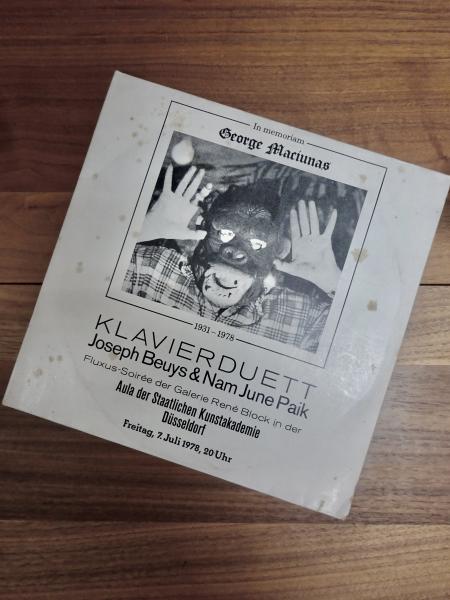 In memoriam
George Maciunas
1931 – 1978
KLAVIERDUETT
Joseph Beuys & Nam June Paik
Fluxus-Soirée der Galerie René Block in der
Aula der Staatlichen Kunstakademie
Düsseldorf
Freitag, 7. Juli 1978, 20 Uhr